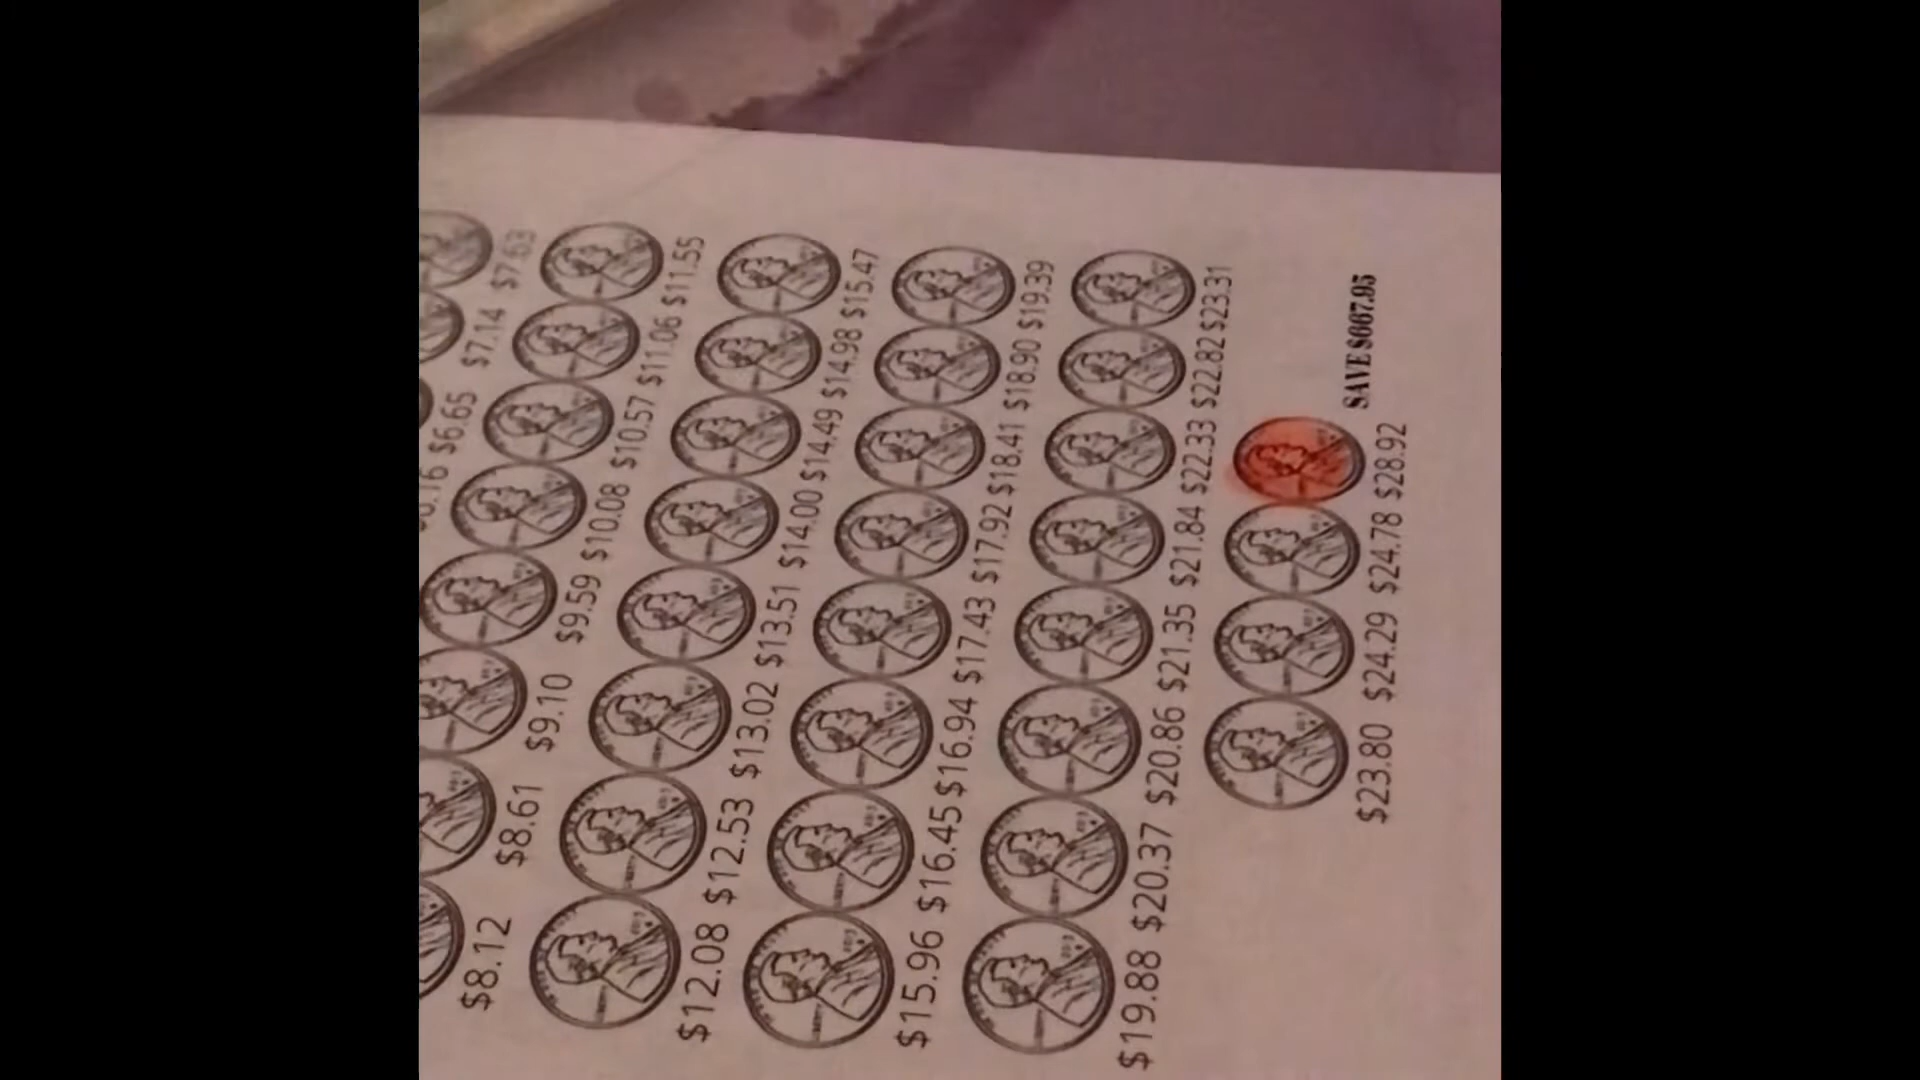 $6.65 $7.14 $7.63
$8.12 $8.61 $9.10 $9.59 $10.08 $10.57 $11.06 $11.55
$12.08 $12.53 $13.02 $13.51 $14.00 $14.49 $14.98 $15.47
$15.96 $16.45 $16.94 $17.43 $17.92 $18.41 $18.90 $19.39
$19.88 $20.37 $20.86 $21.35 $21.84 $22.33 $22.82 $23.31
$23.80 $24.29 $24.78 $28.92
SAVE $667.95